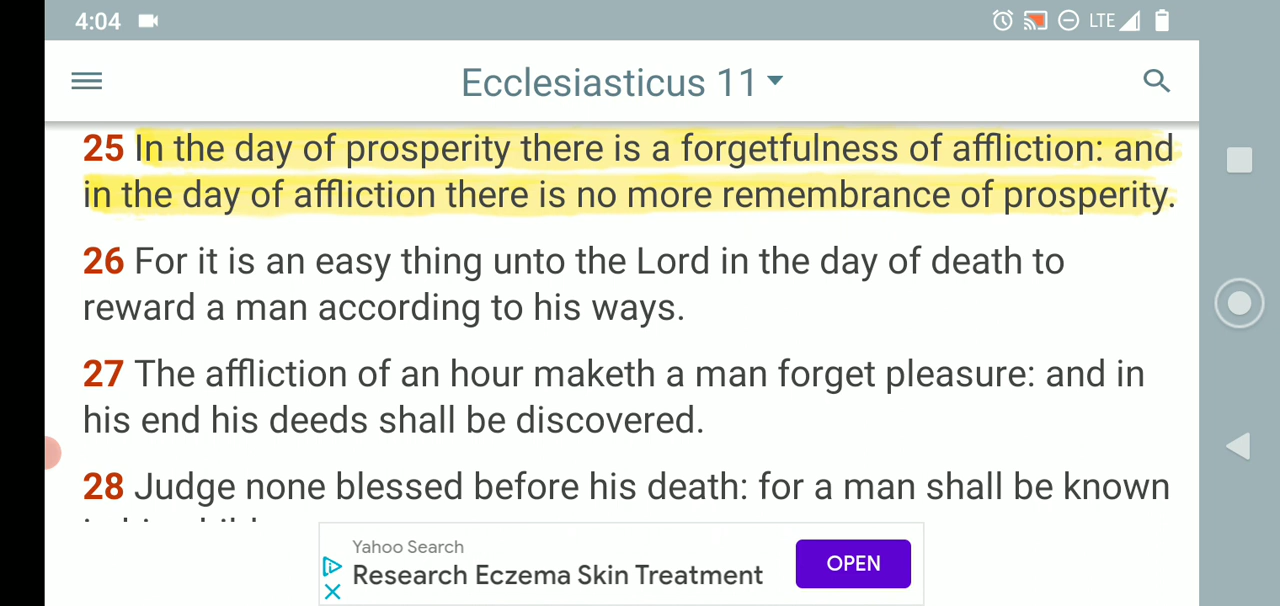 4:04
LTE
Ecclesiasticus 11
25 In the day of prosperity there is a forgetfulness of affliction: and
in the day of affliction there is no more remembrance of prosperity.
26 For it is an easy thing unto the Lord in the day of death to
reward a man according to his ways.
27 The affliction of an hour maketh a man forget pleasure: and in
his end his deeds shall be discovered.
28 Judge none blessed before his death: for a man shall be known
Yahoo Search
Research Eczema Skin Treatment
OPEN